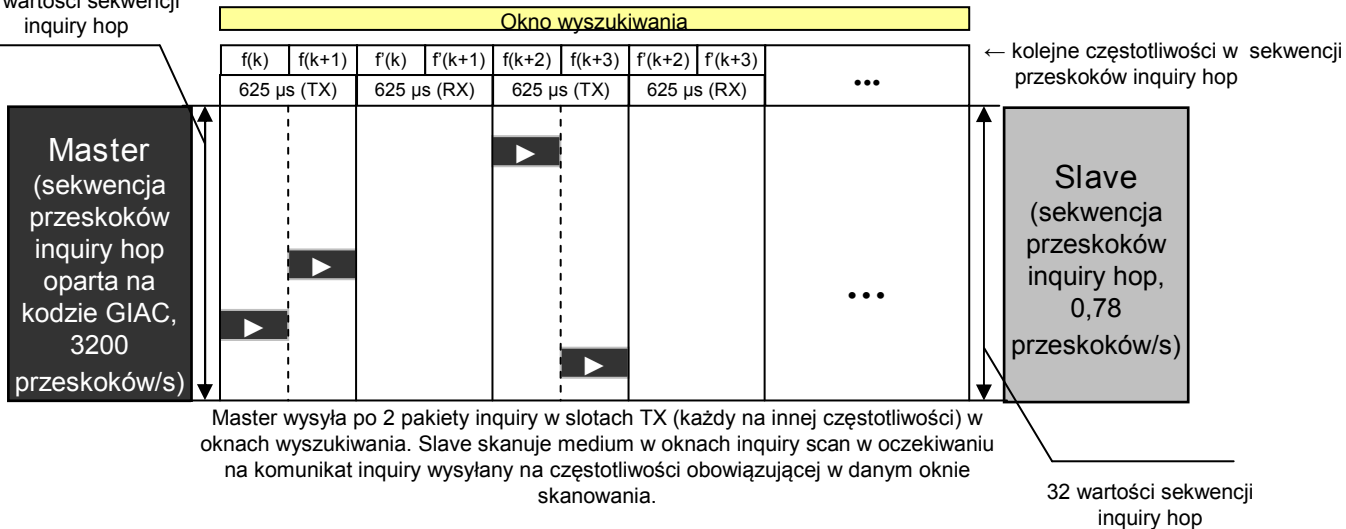 wartości sekwencji
inquiry hop
Okno wyszukiwania
f(k) f(k+1) f'(k) f'(k+1) f(k+2) f(k+3) f'(k+2) f'(k+3)
625 µs (TX) 625 µs (RX) 625 µs (TX) 625 µs (RX)
...
← kolejne częstotliwości w sekwencji
przeskoków inquiry hop
Master
(sekwencja
przeskoków
inquiry hop
oparta na
kodzie GIAC,
3200
przeskoków/s)
...
Slave
(sekwencja
przeskoków
inquiry hop,
0,78
przeskoków/s)
Master wysyła po 2 pakiety inquiry w slotach TX (każdy na innej częstotliwości) w
oknach wyszukiwania. Slave skanuje medium w oknach inquiry scan w oczekiwaniu
na komunikat inquiry wysyłany na częstotliwości obowiązującej w danym oknie
skanowania.
32 wartości sekwencji
inquiry hop